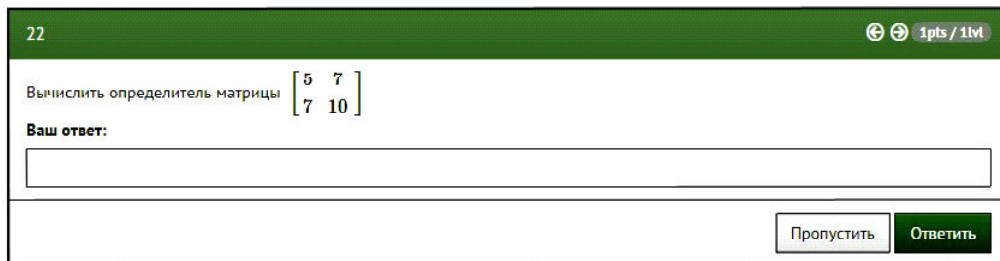 22 1pts / 1lvl
Вычислить определитель матрицы [5 7
7 10]
Ваш ответ:
Пропустить Ответить